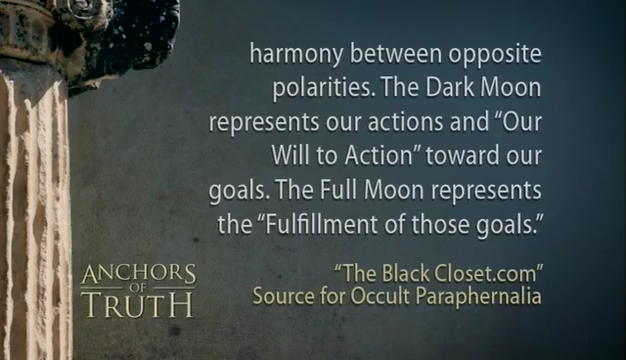 harmony between opposite
polarities. The Dark Moon
represents our actions and “Our
Will to Action” toward our
goals. The Full Moon represents
the “Fulfillment of those goals.”
“The Black Closet.com”
Source for Occult Paraphernalia
ANCHORS
OF
TRUTH